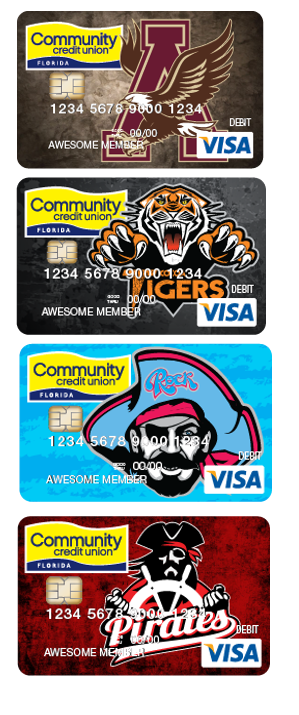 Community
credit union
FLORIDA
A
1234 5678 9000 1234
00/00
DEBIT
AWESOME MEMBER
VISA
Community
credit union
FLORIDA
TIGERS
1234 5678 9000 1234
GOOD
THRU
00/00
DEBIT
AWESOME MEMBER
VISA
Community
credit union
FLORIDA
Rock
1234 5678 9000 1234
00/00
DEBIT
AWESOME MEMBER
VISA
Community
credit union
FLORIDA
Pirates
1234 5678 9000 1234
00/00
DEBIT
AWESOME MEMBER
VISA